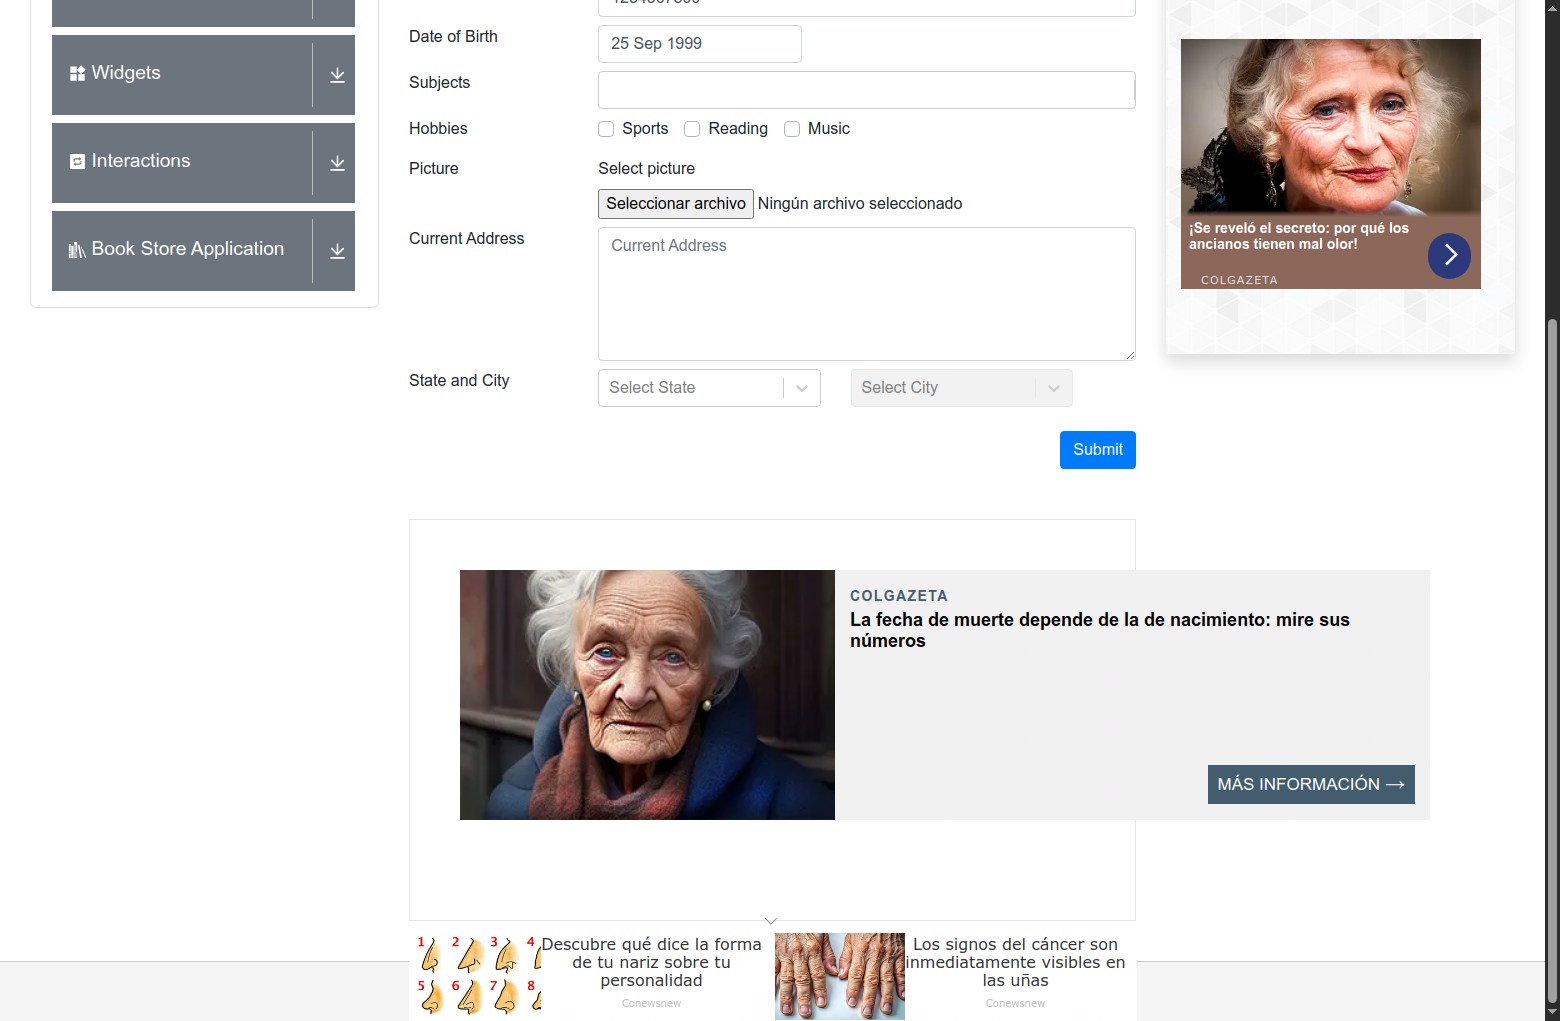 Widgets
Interactions
Book Store Application
Date of Birth
25 Sep 1999
Subjects
Hobbies
Sports
Reading
Music
Picture
Select picture
Seleccionar archivo
Ningún archivo seleccionado
Current Address
Current Address
State and City
Select State
Select City
Submit
¡Se reveló el secreto: por qué los
ancianos tienen mal olor!
COLGAZETA
COLGAZETA
La fecha de muerte depende de la de nacimiento: mire sus
números
MÁS INFORMACIÓN →
1 2 3 4
5 6 7 8
Descubre qué dice la forma
de tu nariz sobre tu
personalidad
Conewsnew
Los signos del cáncer son
inmediatamente visibles en
las uñas
Conewsnew